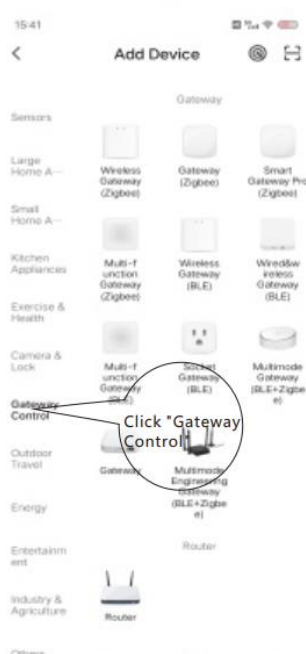 15:41
Add Device
Gateway
Sensors
Large
Home A...
Wireless
Gateway
(Zigbee)
Gateway
(Zigbee)
Smart
Gateway Pro
(Zigbee)
Small
Home A...
Kitchen
Appliances
Multi-f
unction
Gateway
(Zigbee)
Wireless
Gateway
(BLE)
Wired&w
ireless
Gateway
(BLE)
Exercise &
Health
Camera &
Lock
Multi-f
unction
Gateway
(BLE)
Socket
Gateway
(BLE)
Multimode
Gateway
(BLE+Zigbe
e)
Gateway
Control
Click "Gateway
Control
Outdoor
Travel
Gateway
Multimode
Engineering
Gateway
(BLE+Zigbe
e)
Energy
Entertainm
ent
Router
Industry &
Agriculture
Router
Others